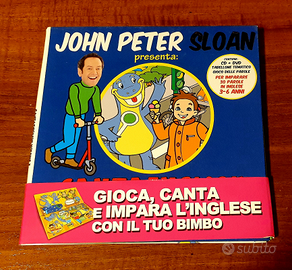 JOHN PETER SLOAN
presenta:
CONTIENE:
CD + DVD
TABELLONE TEMATICO
GIOCO DELLE PAROLE
PER IMPARARE
30 PAROLE
IN INGLESE
3-6 ANNI
GIOCA, CANTA
E IMPARA L'INGLESE
CON IL TUO BIMBO
subito